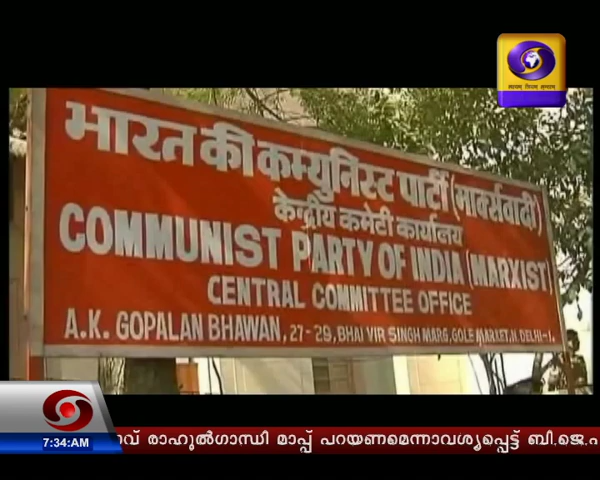 भारत की कम्युनिस्ट पार्टी (मार्क्सवादी)
केन्द्रीय कमेटी कार्यालय
COMMUNIST PARTY OF INDIA (MARXIST)
CENTRAL COMMITTEE OFFICE
A.K. GOPALAN BHAWAN, 27-29, BHAI VIR SINGH MARG, GOLE MARKET, N. DELHI-1.
7:34 AM
രാഹുൽഗാന്ധി മാപ്പ് പറയണമെന്നാവശ്യപ്പെട്ട് ബി.ജെ.